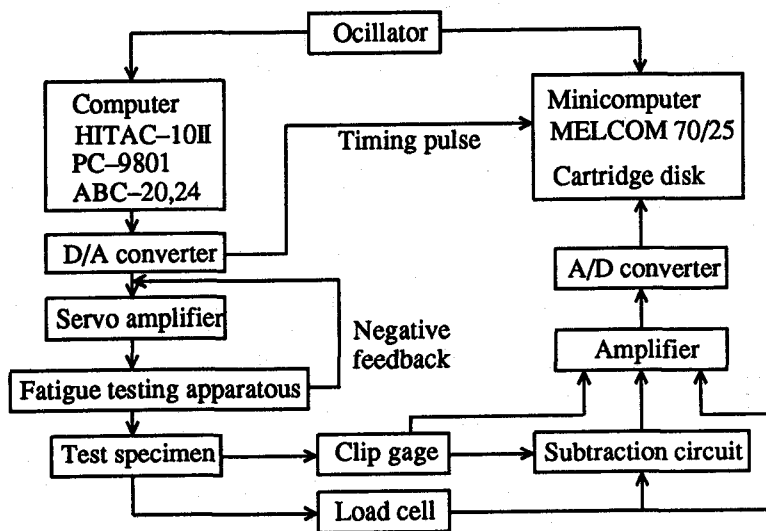 Ocillator
Computer
HITAC-10II
PC-9801
ABC-20,24
Timing pulse
Minicomputer
MELCOM 70/25
Cartridge disk
D/A converter
A/D converter
Servo amplifier
Negative
feedback
Amplifier
Fatigue testing apparatous
Test specimen
Clip gage
Subtraction circuit
Load cell